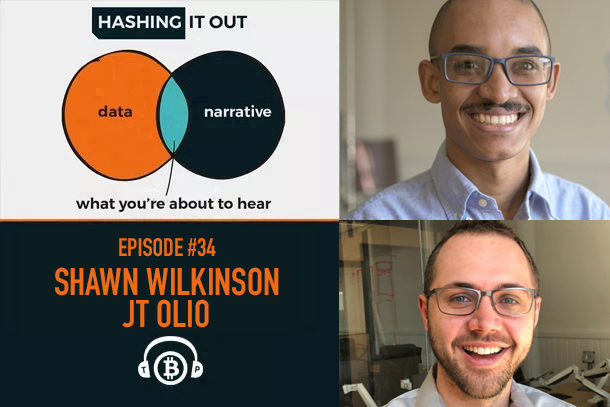 HASHING IT OUT
data
narrative
what you're about to hear
EPISODE #34
SHAWN WILKINSON
JT OLIO
T B P